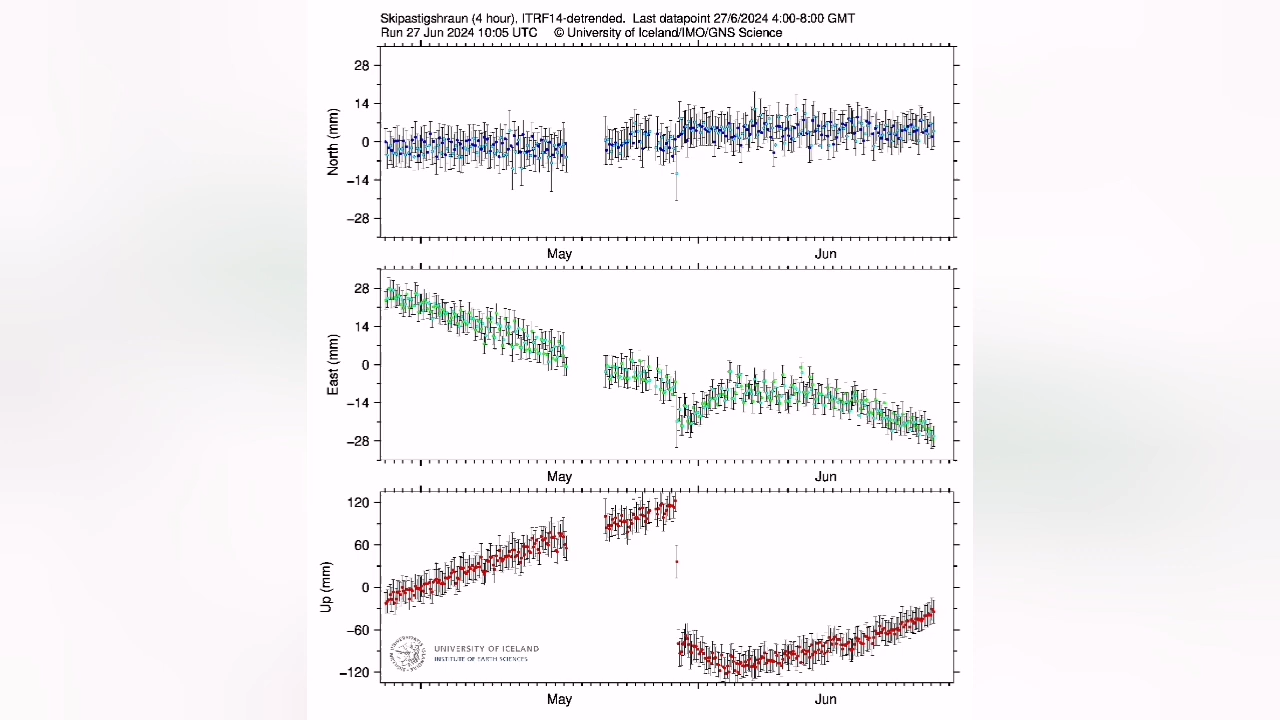 Skipastigshraun (4 hour), ITRF14-detrended. Last datapoint 27/6/2024 4:00-8:00 GMT
Run 27 Jun 2024 10:05 UTC © University of Iceland/IMO/GNS Science
North (mm)
28
14
0
−14
−28
May Jun
East (mm)
28
14
0
−14
−28
May Jun
Up (mm)
120
60
0
−60
−120
UNIVERSITY OF ICELAND
INSTITUTE OF EARTH SCIENCES
May Jun